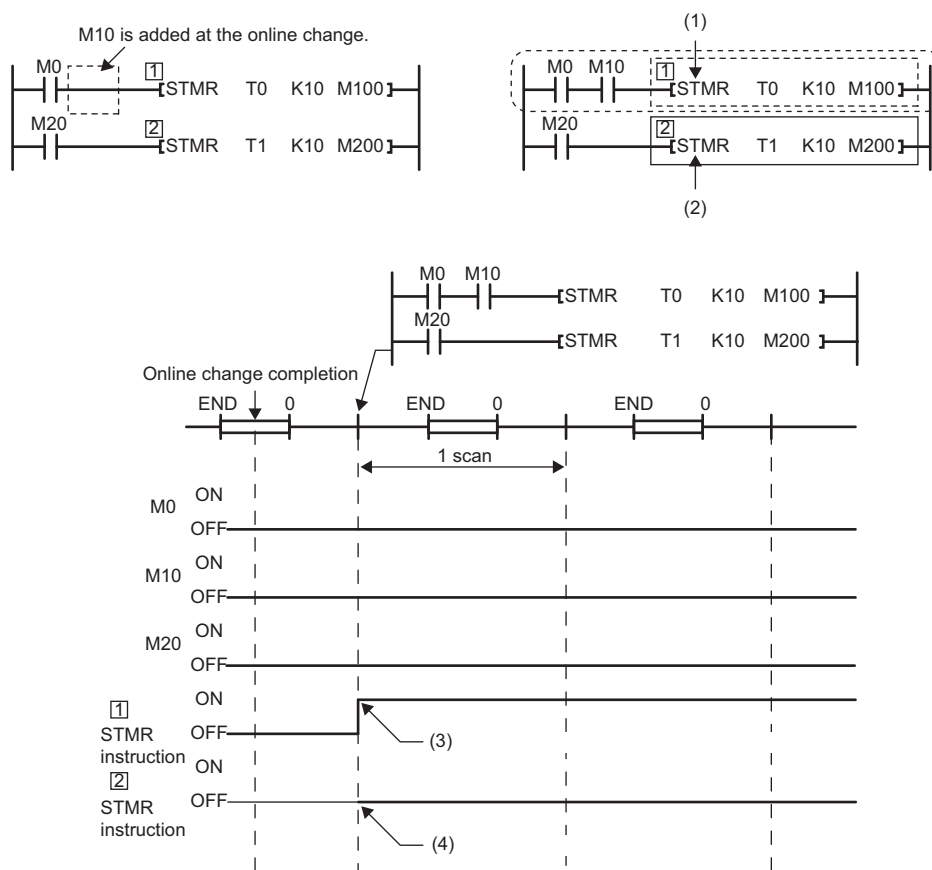 M10 is added at the online change.
M0
1
STMR T0 K10 M100
M20
2
STMR T1 K10 M200
(1)
M0 M10
1
STMR T0 K10 M100
M20
2
STMR T1 K10 M200
(2)
M0 M10
STMR T0 K10 M100
M20
STMR T1 K10 M200
Online change completion
END 0 END 0 END 0
1 scan
M0 ON
OFF
M10 ON
OFF
M20 ON
OFF
1
STMR
instruction
ON
OFF
(3)
2
STMR
instruction
ON
OFF
(4)